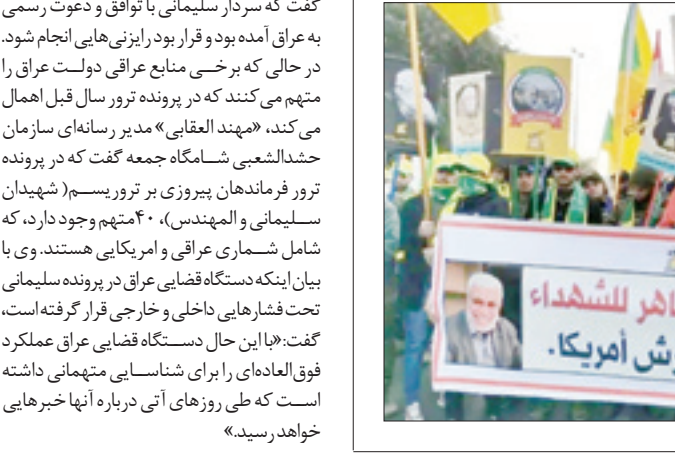 گفت که سردار سلیمانی با توافق و دعوت رسمی
به عراق آمده بود و قرار بود رایزنی‌هایی انجام شود.
در حالی که برخی منابع عراقی دولت عراق را
متهم می‌کنند که در پرونده ترور سال قبل اهمال
می‌کند، «مهند العقابی» مدیر رسانه‌ای سازمان
حشدالشعبی شامگاه جمعه گفت که در پرونده
ترور فرماندهان پیروزی بر تروریسم( شهیدان
سلیمانی و المهندس)، ۴۰متهم وجود دارد، که
شامل شماری عراقی و امریکایی هستند. وی با
بیان اینکه دستگاه قضایی عراق در پرونده سلیمانی
تحت فشارهایی داخلی و خارجی قرار گرفته است،
گفت:«با این حال دستگاه قضایی عراق عملکرد
فوق‌العاده‌ای را برای شناسایی متهمانی داشته
است که طی روزهای آتی درباره آنها خبرهایی
خواهد رسید.»
اهر للشهداء
ش أمريكا.